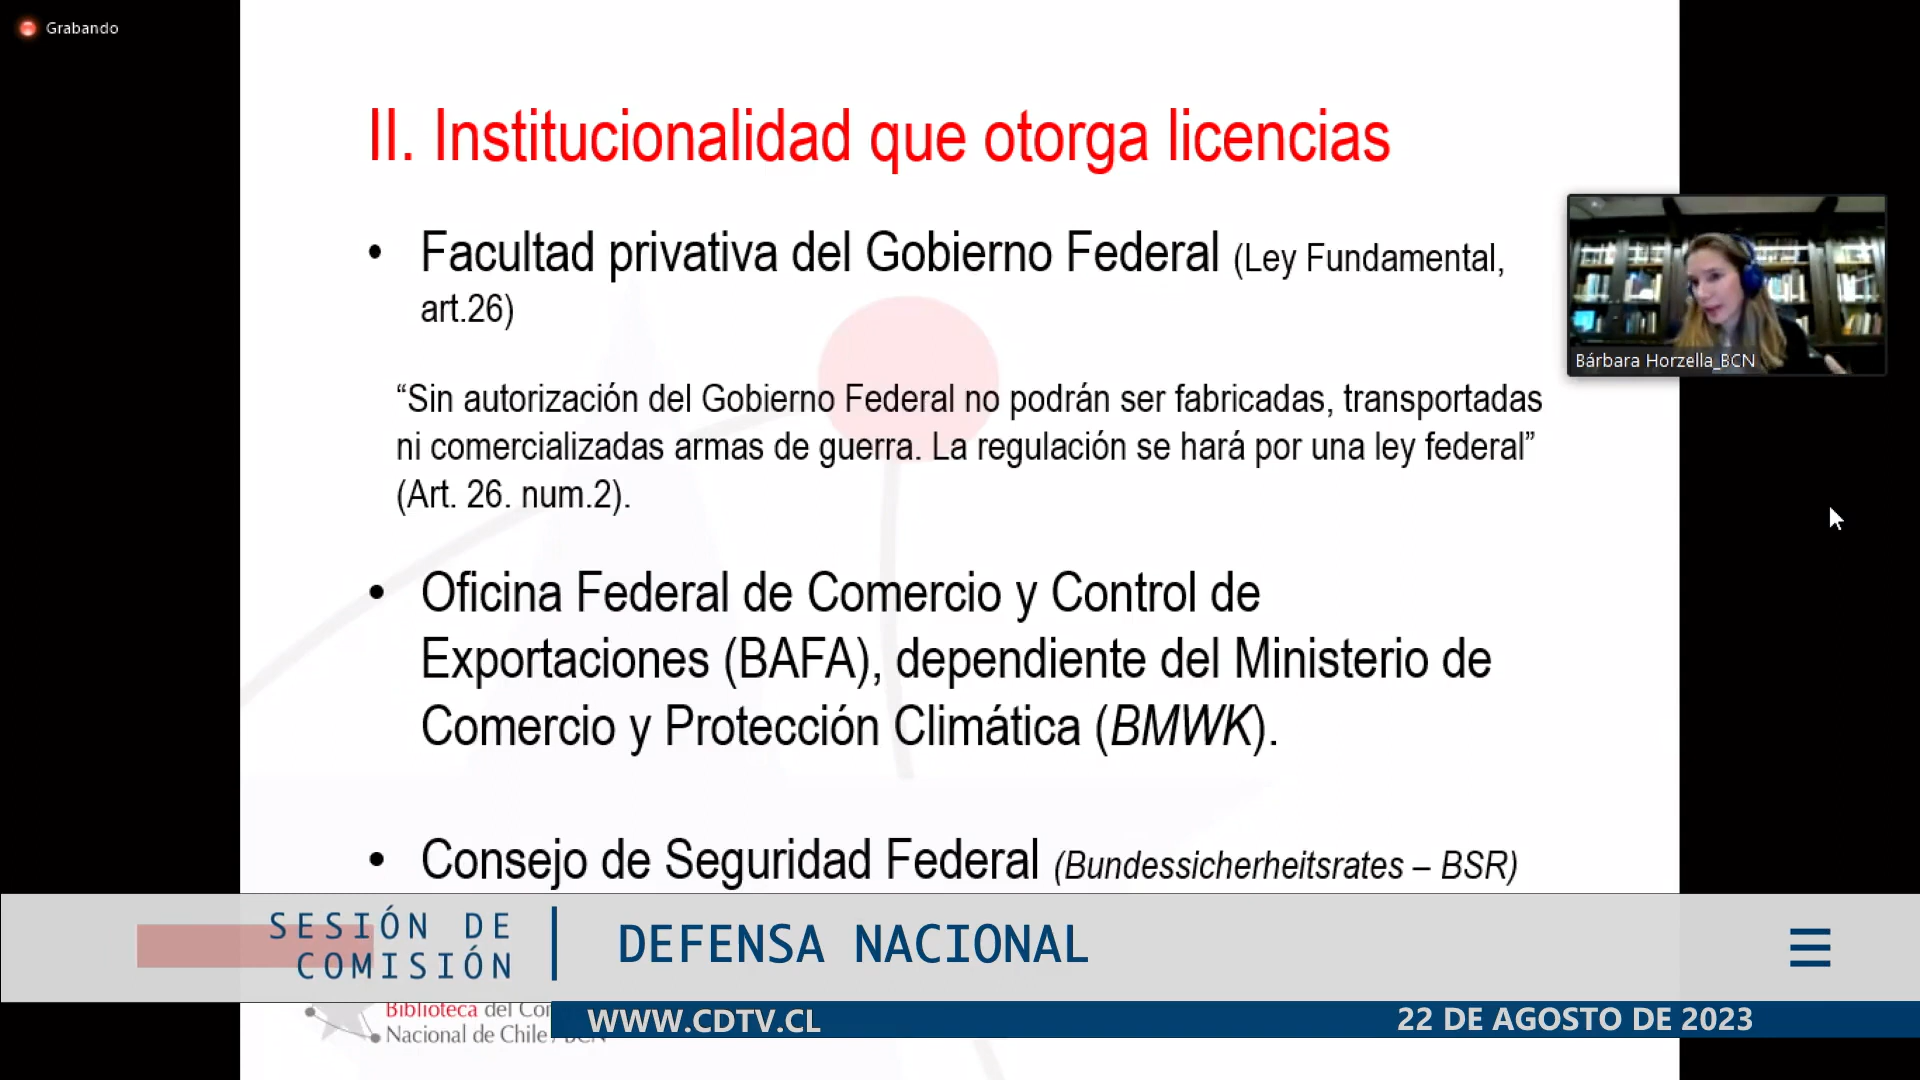 Grabando
II. Institucionalidad que otorga licencias
• Facultad privativa del Gobierno Federal (Ley Fundamental,
art.26)
“Sin autorización del Gobierno Federal no podrán ser fabricadas, transportadas
ni comercializadas armas de guerra. La regulación se hará por una ley federal”
(Art. 26. num.2).
Bárbara Horzella_BCN
• Oficina Federal de Comercio y Control de
Exportaciones (BAFA), dependiente del Ministerio de
Comercio y Protección Climática (BMWK).
• Consejo de Seguridad Federal (Bundessicherheitsrates – BSR)
SESIÓN DE
COMISIÓN
DEFENSA NACIONAL
Biblioteca del
Nacional de Chile / BCN
WWW.CDTV.CL
22 DE AGOSTO DE 2023